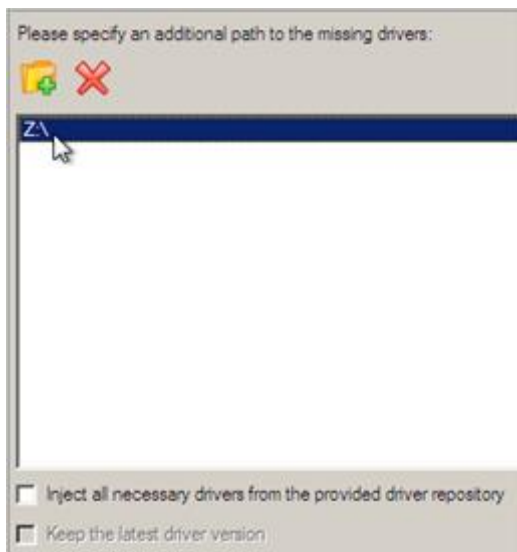 Please specify an additional path to the missing drivers:
Z:\
Inject all necessary drivers from the provided driver repository
Keep the latest driver version